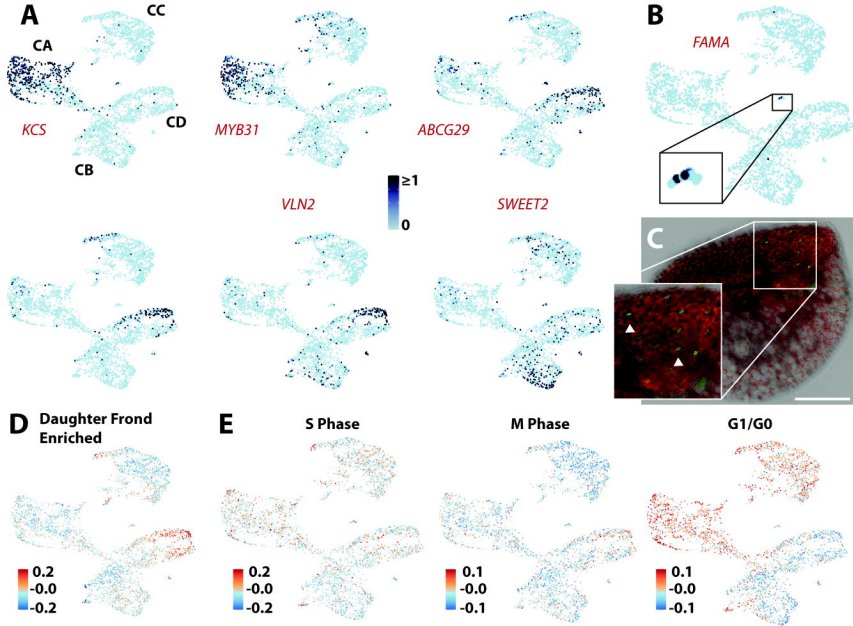 A
CC
CA
KCS
CD
CB
MYB31
ABCG29
B
FAMA
VLN2
≥1
0
SWEET2
C
D
Daughter Frond
Enriched
0.2
-0.0
-0.2
E
S Phase
0.2
-0.0
-0.2
M Phase
0.1
-0.0
-0.1
G1/G0
0.1
-0.0
-0.1